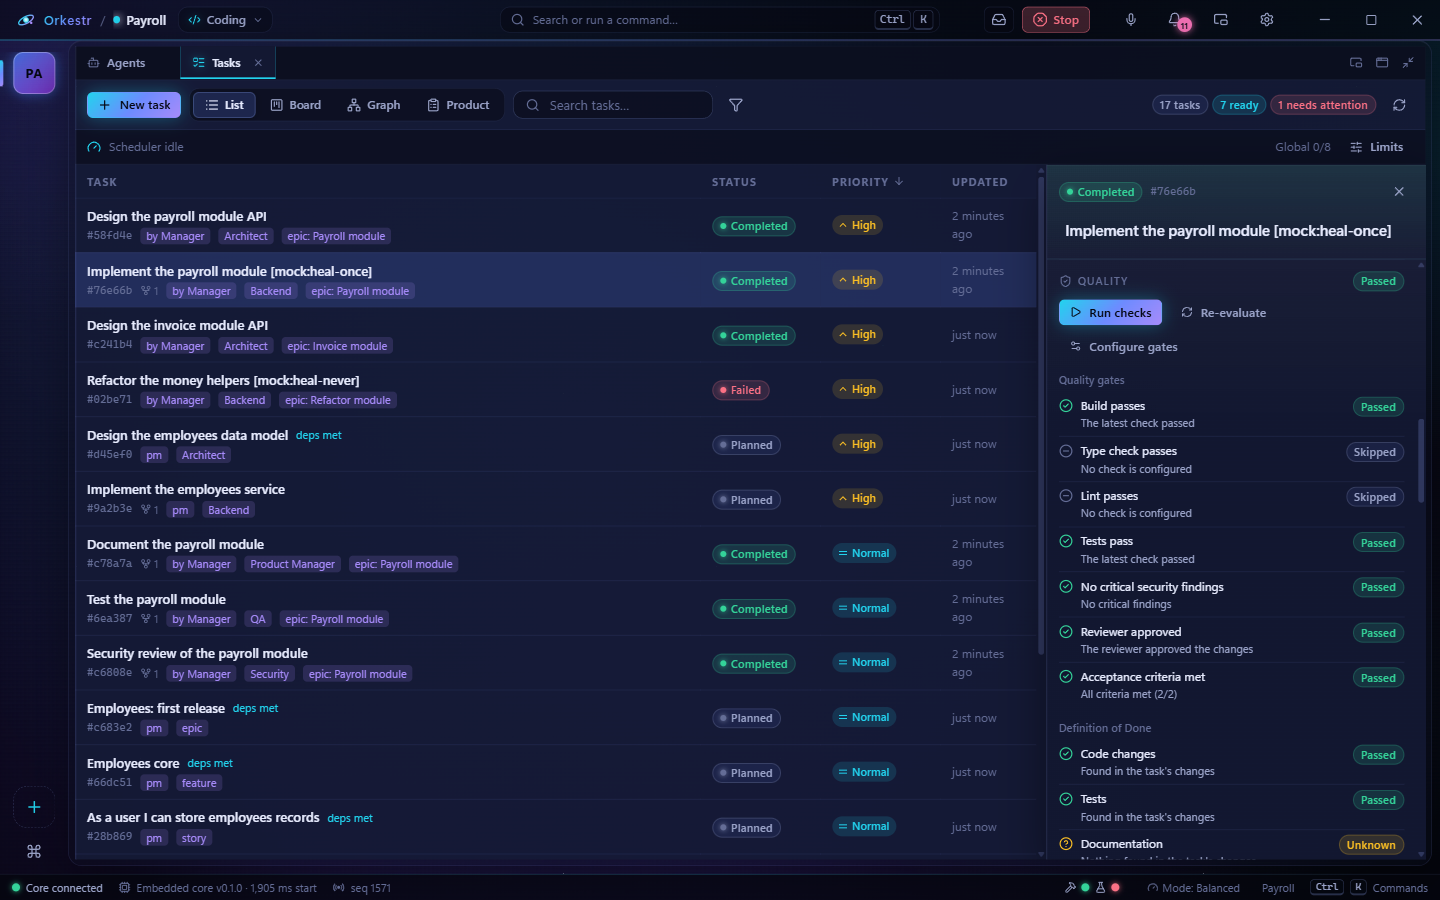 Orkestr / Payroll
Coding
Search or run a command...
Ctrl K
Stop
11
PA
Agents
Tasks
New task
List
Board
Graph
Product
Search tasks...
17 tasks
7 ready
1 needs attention
Scheduler idle
Global 0/8
Limits
TASK
STATUS
PRIORITY
UPDATED
Design the payroll module API
#58fd4e by Manager Architect epic: Payroll module
Completed
High
2 minutes ago
Implement the payroll module [mock:heal-once]
#76e66b 1 by Manager Backend epic: Payroll module
Completed
High
2 minutes ago
Design the invoice module API
#c241b4 by Manager Architect epic: Invoice module
Completed
High
just now
Refactor the money helpers [mock:heal-never]
#02be71 by Manager Backend epic: Refactor module
Failed
High
just now
Design the employees data model deps met
#d45ef0 pm Architect
Planned
High
just now
Implement the employees service
#9a2b3e 1 pm Backend
Planned
High
just now
Document the payroll module
#c78a7a 1 by Manager Product Manager epic: Payroll module
Completed
Normal
2 minutes ago
Test the payroll module
#6ea387 1 by Manager QA epic: Payroll module
Completed
Normal
2 minutes ago
Security review of the payroll module
#c6808e 1 by Manager Security epic: Payroll module
Completed
Normal
2 minutes ago
Employees: first release deps met
#c683e2 pm epic
Planned
Normal
just now
Employees core deps met
#66dc51 pm feature
Planned
Normal
just now
As a user I can store employees records deps met
#28b869 pm story
Planned
Normal
just now
Completed #76e66b
Implement the payroll module [mock:heal-once]
QUALITY
Passed
Run checks
Re-evaluate
Configure gates
Quality gates
Build passes
Passed
The latest check passed
Type check passes
Skipped
No check is configured
Lint passes
Skipped
No check is configured
Tests pass
Passed
The latest check passed
No critical security findings
Passed
No critical findings
Reviewer approved
Passed
The reviewer approved the changes
Acceptance criteria met
Passed
All criteria met (2/2)
Definition of Done
Code changes
Passed
Found in the task's changes
Tests
Passed
Found in the task's changes
Documentation
Unknown
Core connected
Embedded core v0.1.0 · 1,905 ms start
seq 1571
Mode: Balanced
Payroll
Ctrl K Commands